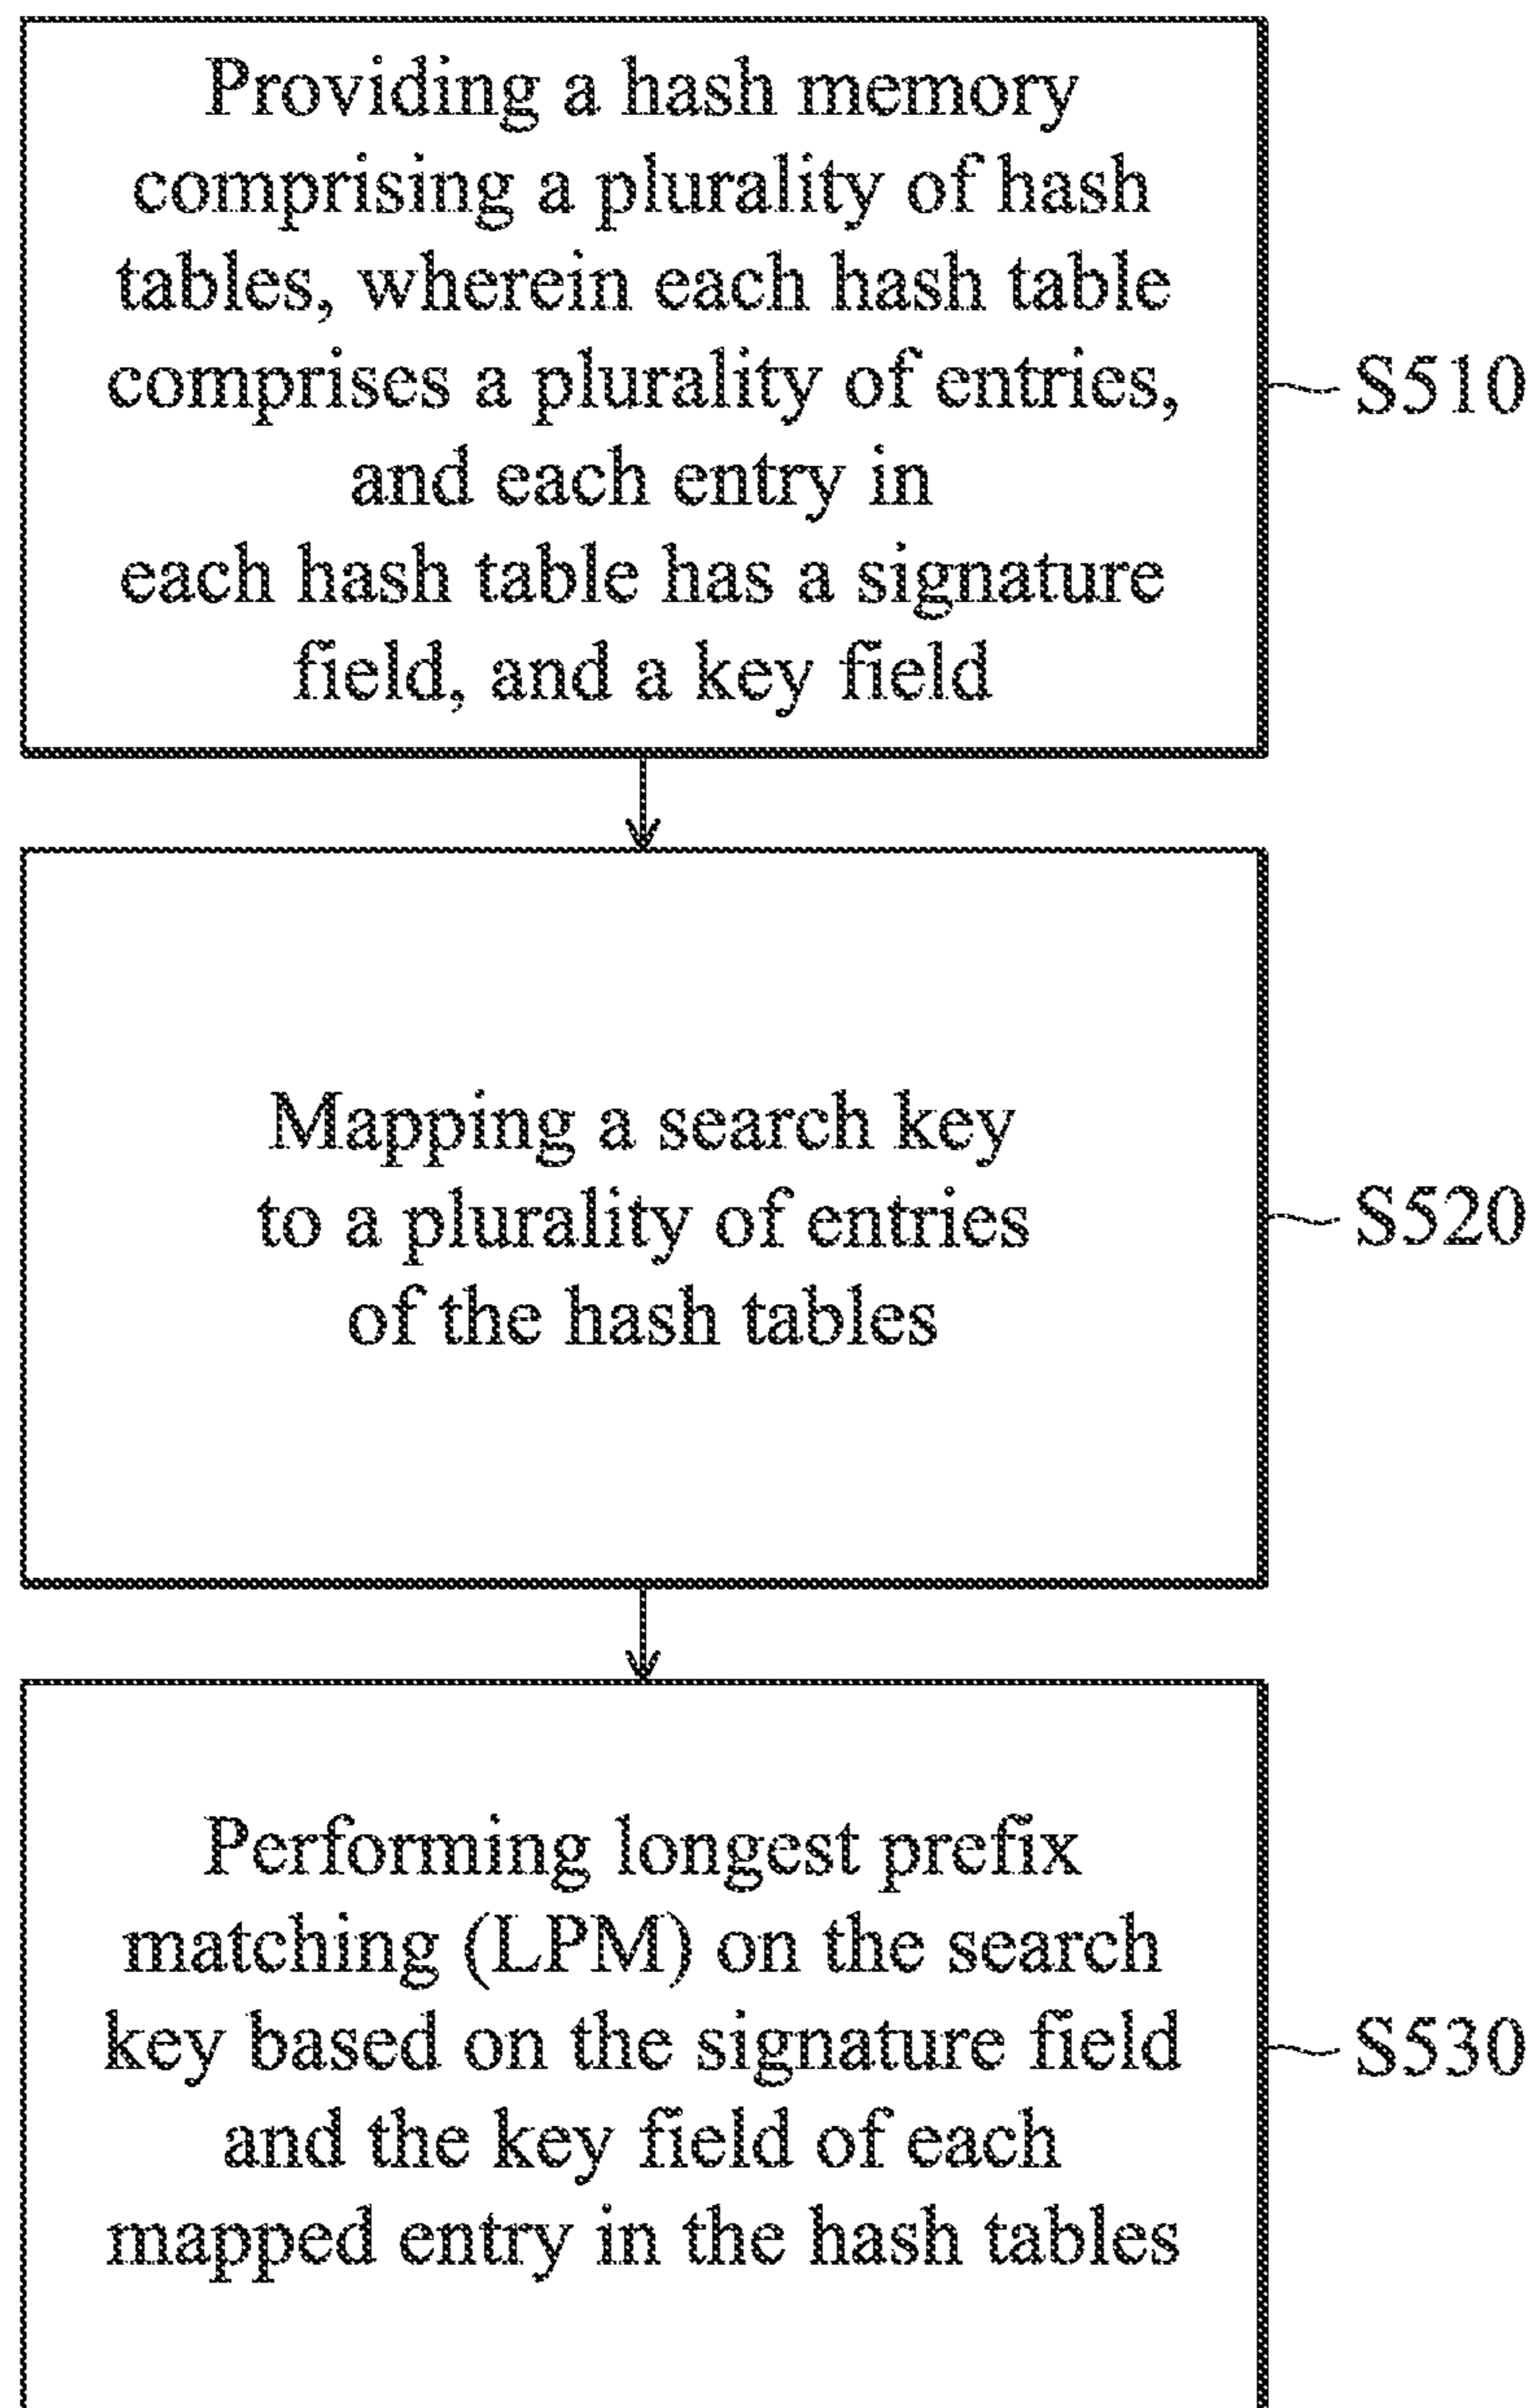 Providing a hash memory
comprising a plurality of hash
tables, wherein each hash table
comprises a plurality of entries,
and each entry in
each hash table has a signature
field, and a key field
S510
Mapping a search key
to a plurality of entries
of the hash tables
S520
Performing longest prefix
matching (LPM) on the search
key based on the signature field
and the key field of each
mapped entry in the hash tables
S530